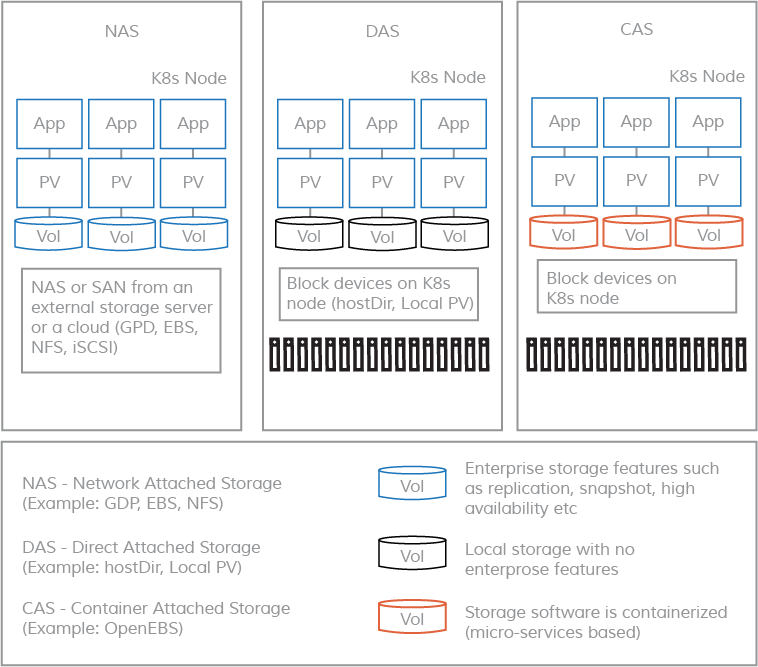 NAS
K8s Node
App App App
PV PV PV
Vol Vol Vol
NAS or SAN from an
external storage server
or a cloud (GPD, EBS,
NFS, iSCSI)
DAS
K8s Node
App App App
PV PV PV
Vol Vol Vol
Block devices on K8s
node (hostDir, Local PV)
CAS
K8s Node
App App App
PV PV PV
Vol Vol Vol
Block devices on
K8s node
NAS - Network Attached Storage
(Example: GDP, EBS, NFS)
DAS - Direct Attached Storage
(Example: hostDir, Local PV)
CAS - Container Attached Storage
(Example: OpenEBS)
Vol
Enterprise storage features such
as replication, snapshot, high
availability etc
Vol
Local storage with no
enterprose features
Vol
Storage software is containerized
(micro-services based)